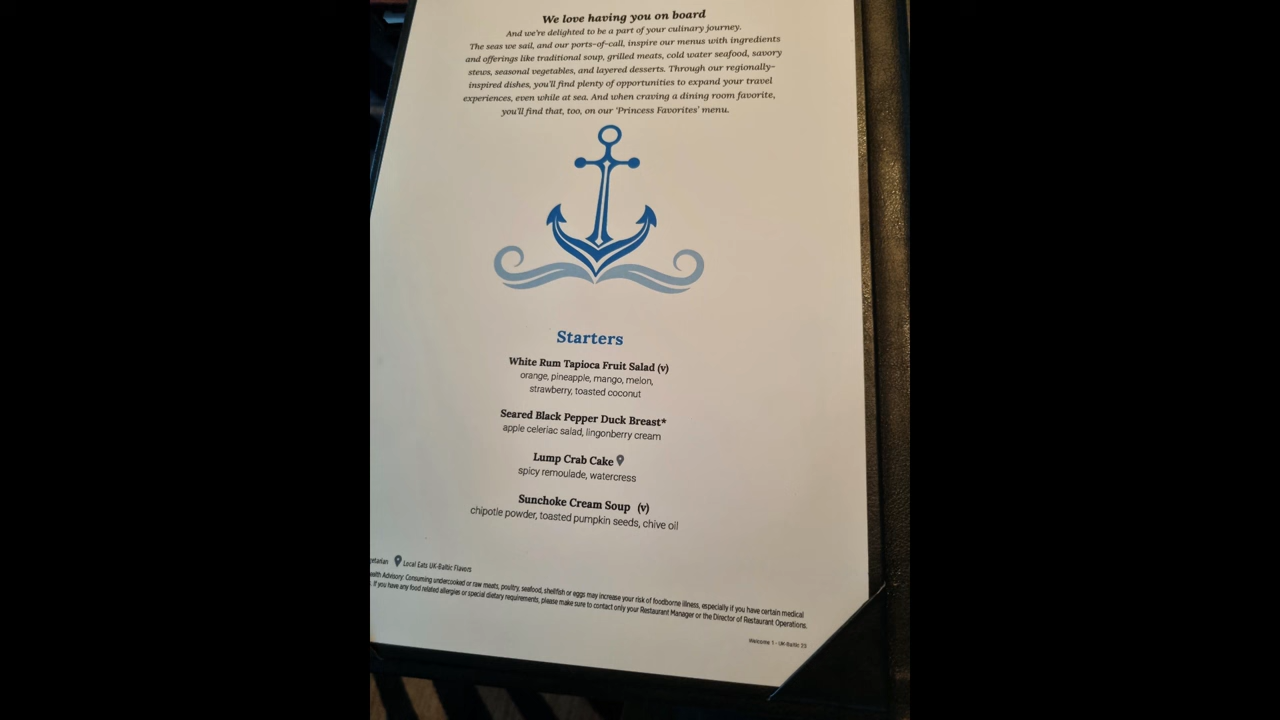 We love having you on board
And we're delighted to be a part of your culinary journey.
The seas we sail, and our ports-of-call, inspire our menus with ingredients
and offerings like traditional soup, grilled meats, cold water seafood, savory
stews, seasonal vegetables, and layered desserts. Through our regionally-
inspired dishes, you'll find plenty of opportunities to expand your travel
experiences, even while at sea. And when craving a dining room favorite,
you'll find that, too, on our 'Princess Favorites' menu.
Starters
White Rum Tapioca Fruit Salad (v)
orange, pineapple, mango, melon,
strawberry, toasted coconut
Seared Black Pepper Duck Breast*
apple celeriac salad, lingonberry cream
Lump Crab Cake
spicy remoulade, watercress
Sunchoke Cream Soup (v)
chipotle powder, toasted pumpkin seeds, chive oil
getarian Local Eats UK-Baltic Flavors
ealth Advisory: Consuming undercooked or raw meats, poultry, seafood, shellfish or eggs may increase your risk of foodborne illness, especially if you have certain medical
. If you have any food related allergies or special dietary requirements, please make sure to contact only your Restaurant Manager or the Director of Restaurant Operations.
Welcome 1 - UK-Baltic 25